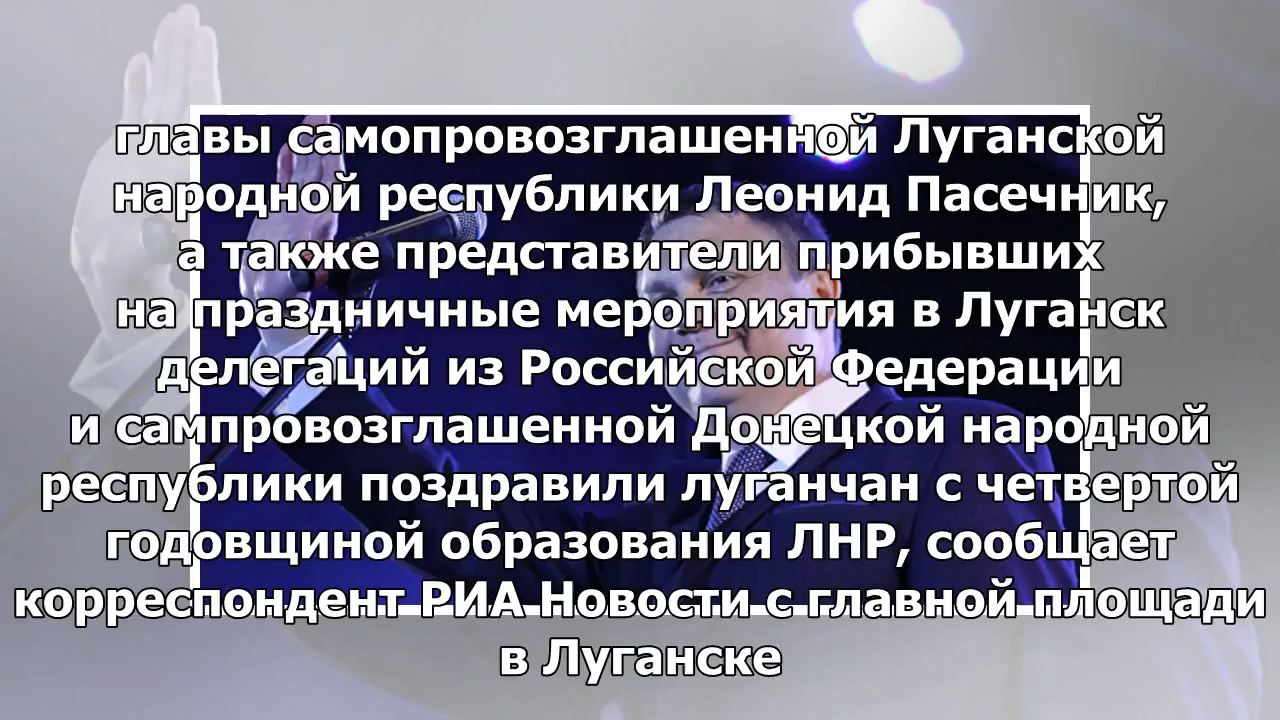 главы самопровозглашенной Луганской
народной республики Леонид Пасечник,
а также представители прибывших
на праздничные мероприятия в Луганск
делегаций из Российской Федерации
и сампровозглашенной Донецкой народной
республики поздравили луганчан с четвертой
годовщиной образования ЛНР, сообщает
корреспондент РИА Новости с главной площади
в Луганске